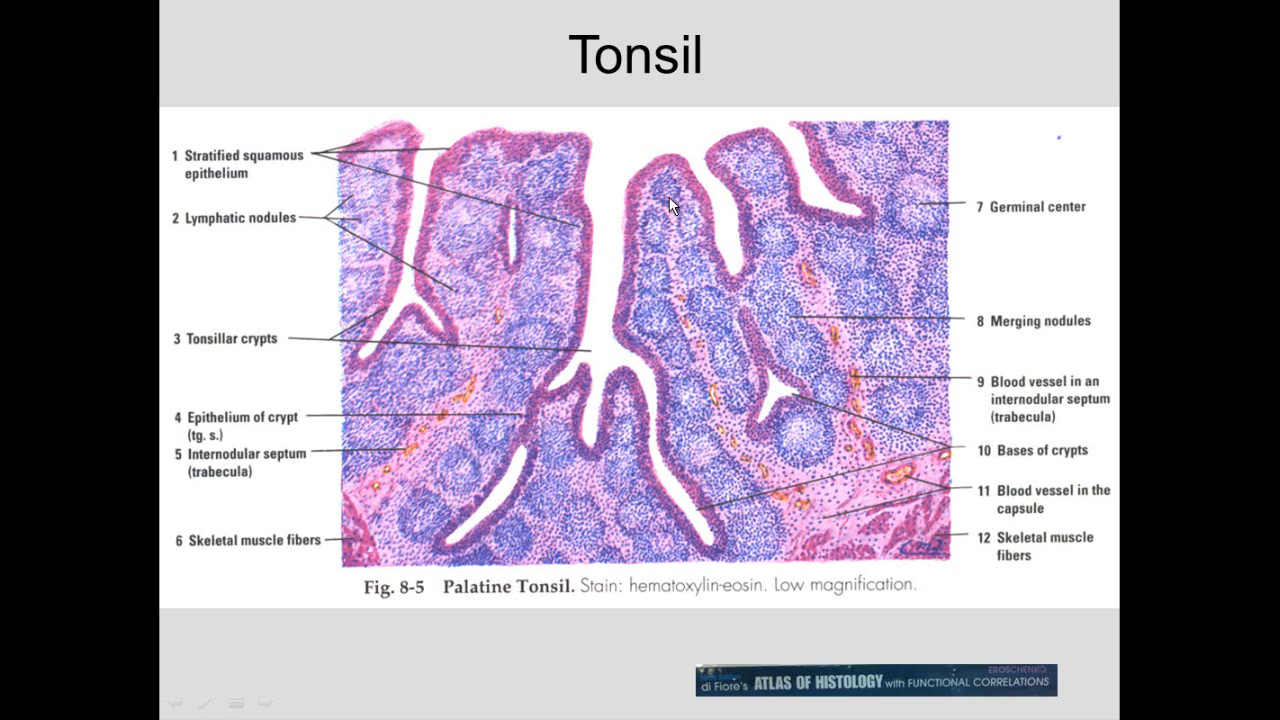 Tonsil
1 Stratified squamous
epithelium
2 Lymphatic nodules
3 Tonsillar crypts
4 Epithelium of crypt
(tg. s.)
5 Internodular septum
(trabecula)
6 Skeletal muscle fibers
7 Germinal center
8 Merging nodules
9 Blood vessel in an
internodular septum
(trabecula)
10 Bases of crypts
11 Blood vessel in the
capsule
12 Skeletal muscle
fibers
Fig. 8-5 Palatine Tonsil. Stain: hematoxylin-eosin. Low magnification.
EROSCHENKO
di Fiore's ATLAS OF HISTOLOGY with FUNCTIONAL CORRELATIONS